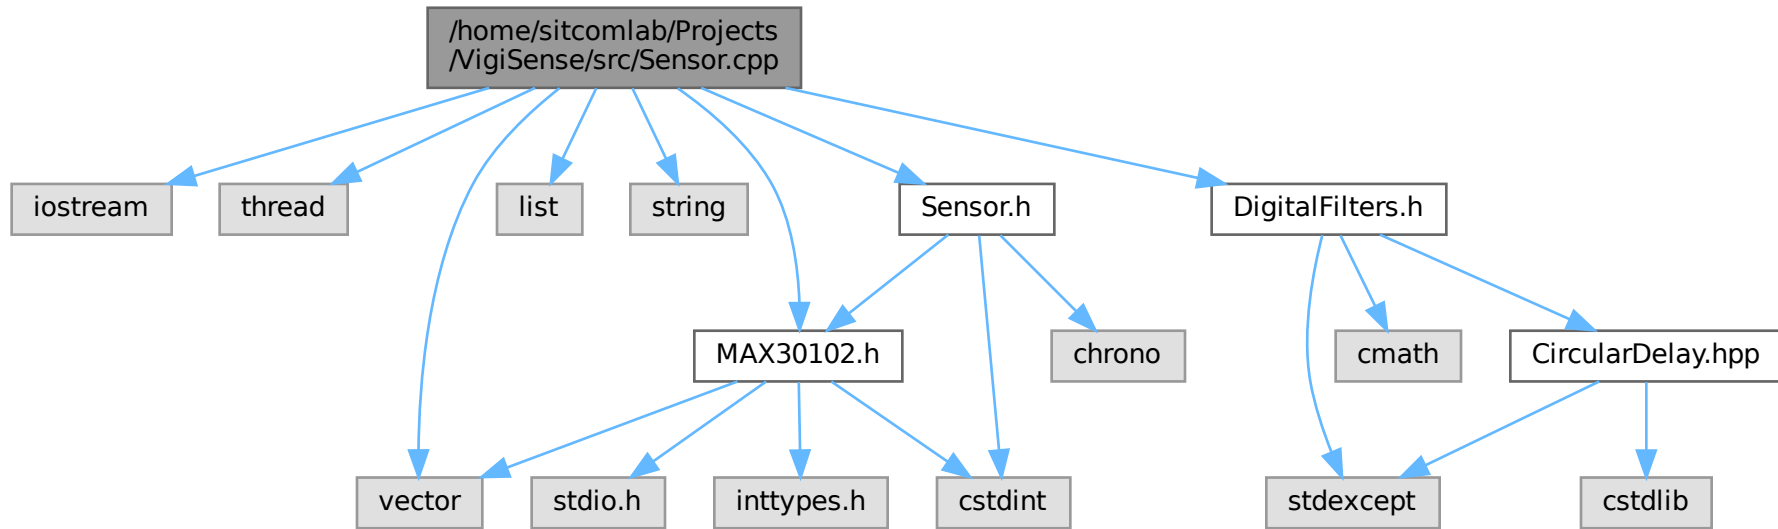 /home/sitcomlab/Projects
/VigiSense/src/Sensor.cpp
iostream
thread
list
string
Sensor.h
DigitalFilters.h
MAX30102.h
chrono
cmath
CircularDelay.hpp
vector
stdio.h
inttypes.h
cstdint
stdexcept
cstdlib